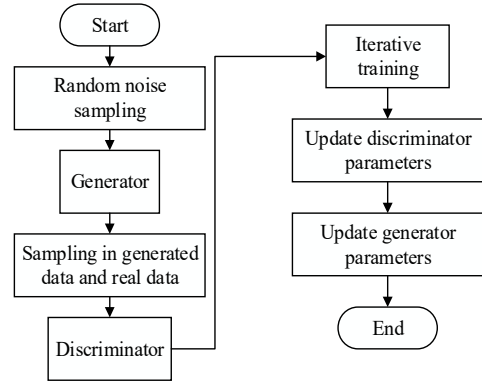 Start
Random noise
sampling
Generator
Sampling in generated
data and real data
Discriminator
Iterative
training
Update discriminator
parameters
Update generator
parameters
End